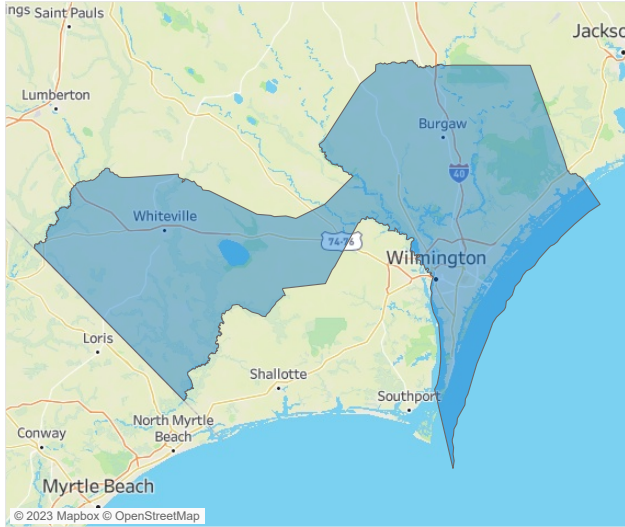 ngs
Saint Pauls
Jackso
Lumberton
Burgaw
40
Whiteville
74-76
Wilmington
Loris
Shallotte
Southport
North Myrtle
Beach
Conway
Myrtle Beach
© 2023 Mapbox © OpenStreetMap